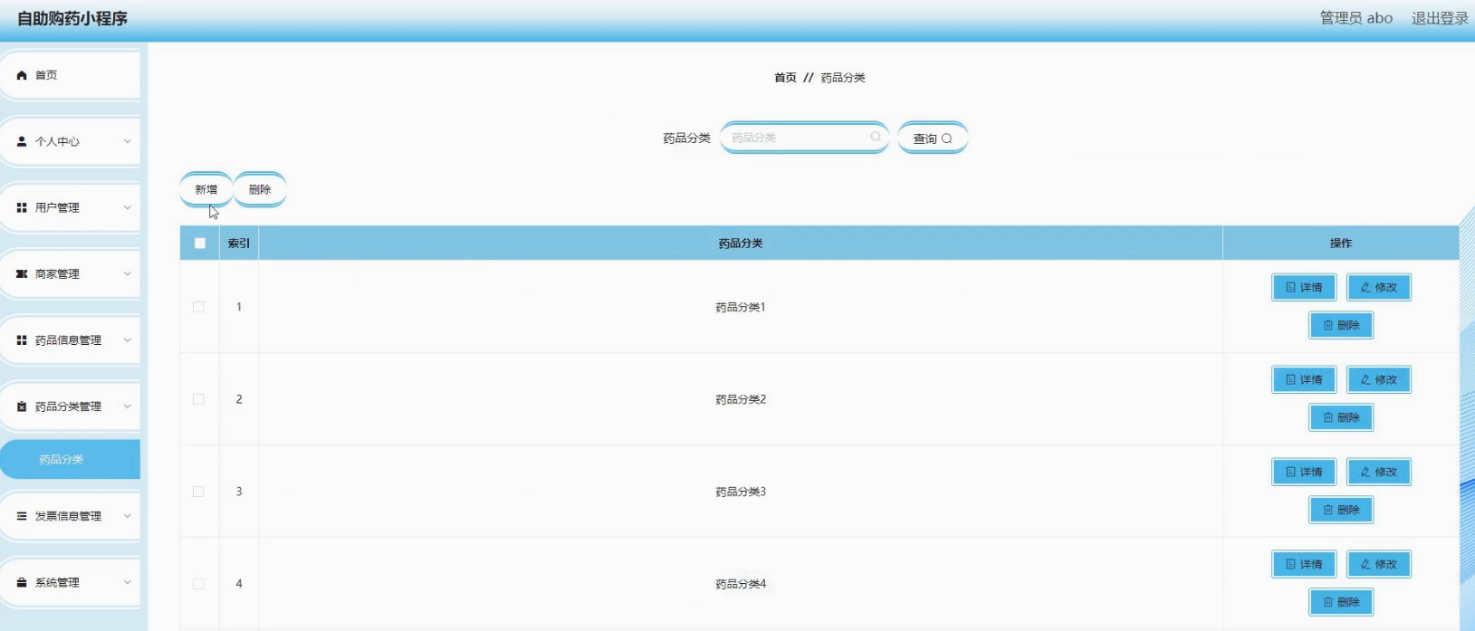 自助购药小程序
管理员 abo 退出登录
首页
个人中心
用户管理
商家管理
药品信息管理
药品分类管理
药品分类
发票信息管理
系统管理
首页 // 药品分类
药品分类 药品分类 查询
新增 删除
索引 药品分类 操作
1 药品分类1 详情 修改
删除
2 药品分类2 详情 修改
删除
3 药品分类3 详情 修改
删除
4 药品分类4 详情 修改
删除